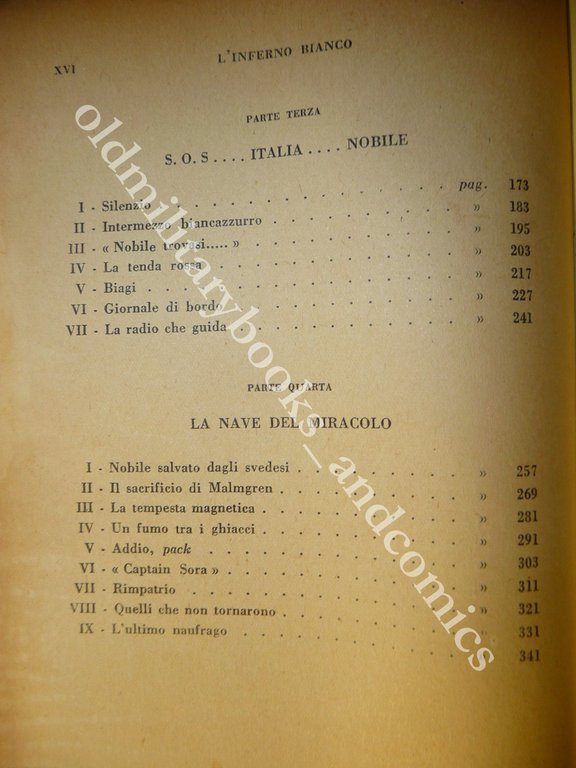 XVI L'INFERNO BIANCO
PARTE TERZA
S. O. S .... ITALIA .... NOBILE
I - Silenzio . . . . . . . . . pag. 173
II - Intermezzo biancazzurro . . . . . » 183
III - « Nobile trovasi..... » . . . . . . » 195
IV - La tenda rossa . . . . . . . . » 203
V - Biagi . . . . . . . . . . » 217
VI - Giornale di bordo . . . . . . . » 227
VII - La radio che guida . . . . . . . » 241
PARTE QUARTA
LA NAVE DEL MIRACOLO
I - Nobile salvato dagli svedesi . . . . . » 257
II - Il sacrificio di Malmgren . . . . . . » 269
III - La tempesta magnetica . . . . . . » 281
IV - Un fumo tra i ghiacci . . . . . . » 291
V - Addio, pack . . . . . . . . » 303
VI - « Captain Sora » . . . . . . . » 311
VII - Rimpatrio . . . . . . . . » 321
VIII - Quelli che non tornarono . . . . . . » 331
IX - L'ultimo naufrago . . . . . . . » 341
oldmilitarybooks_andcomics